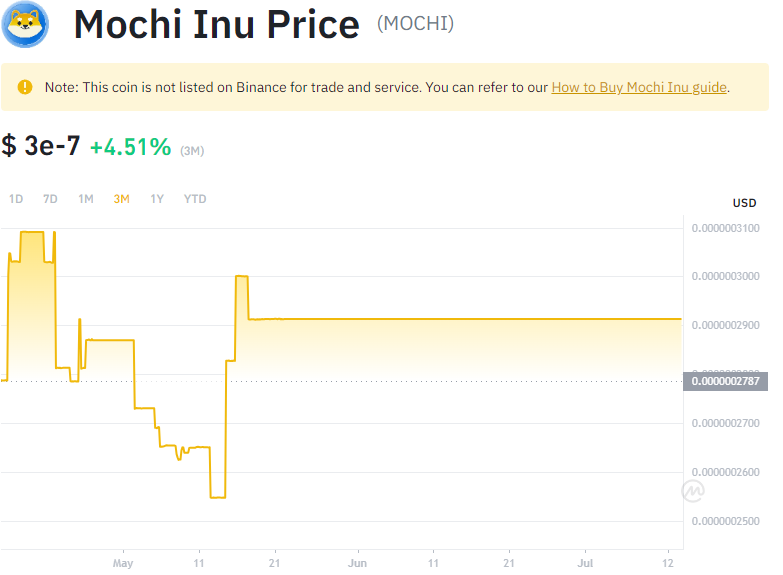 Mochi Inu Price (MOCHI)
Note: This coin is not listed on Binance for trade and service. You can refer to our How to Buy Mochi Inu guide.
$ 3e-7 +4.51% (3M)
1D 7D 1M 3M 1Y YTD
USD
0.0000003100
0.0000003000
0.0000002900
0.0000002787
0.0000002700
0.0000002600
0.0000002500
May 11 21 Jun 11 21 Jul 12